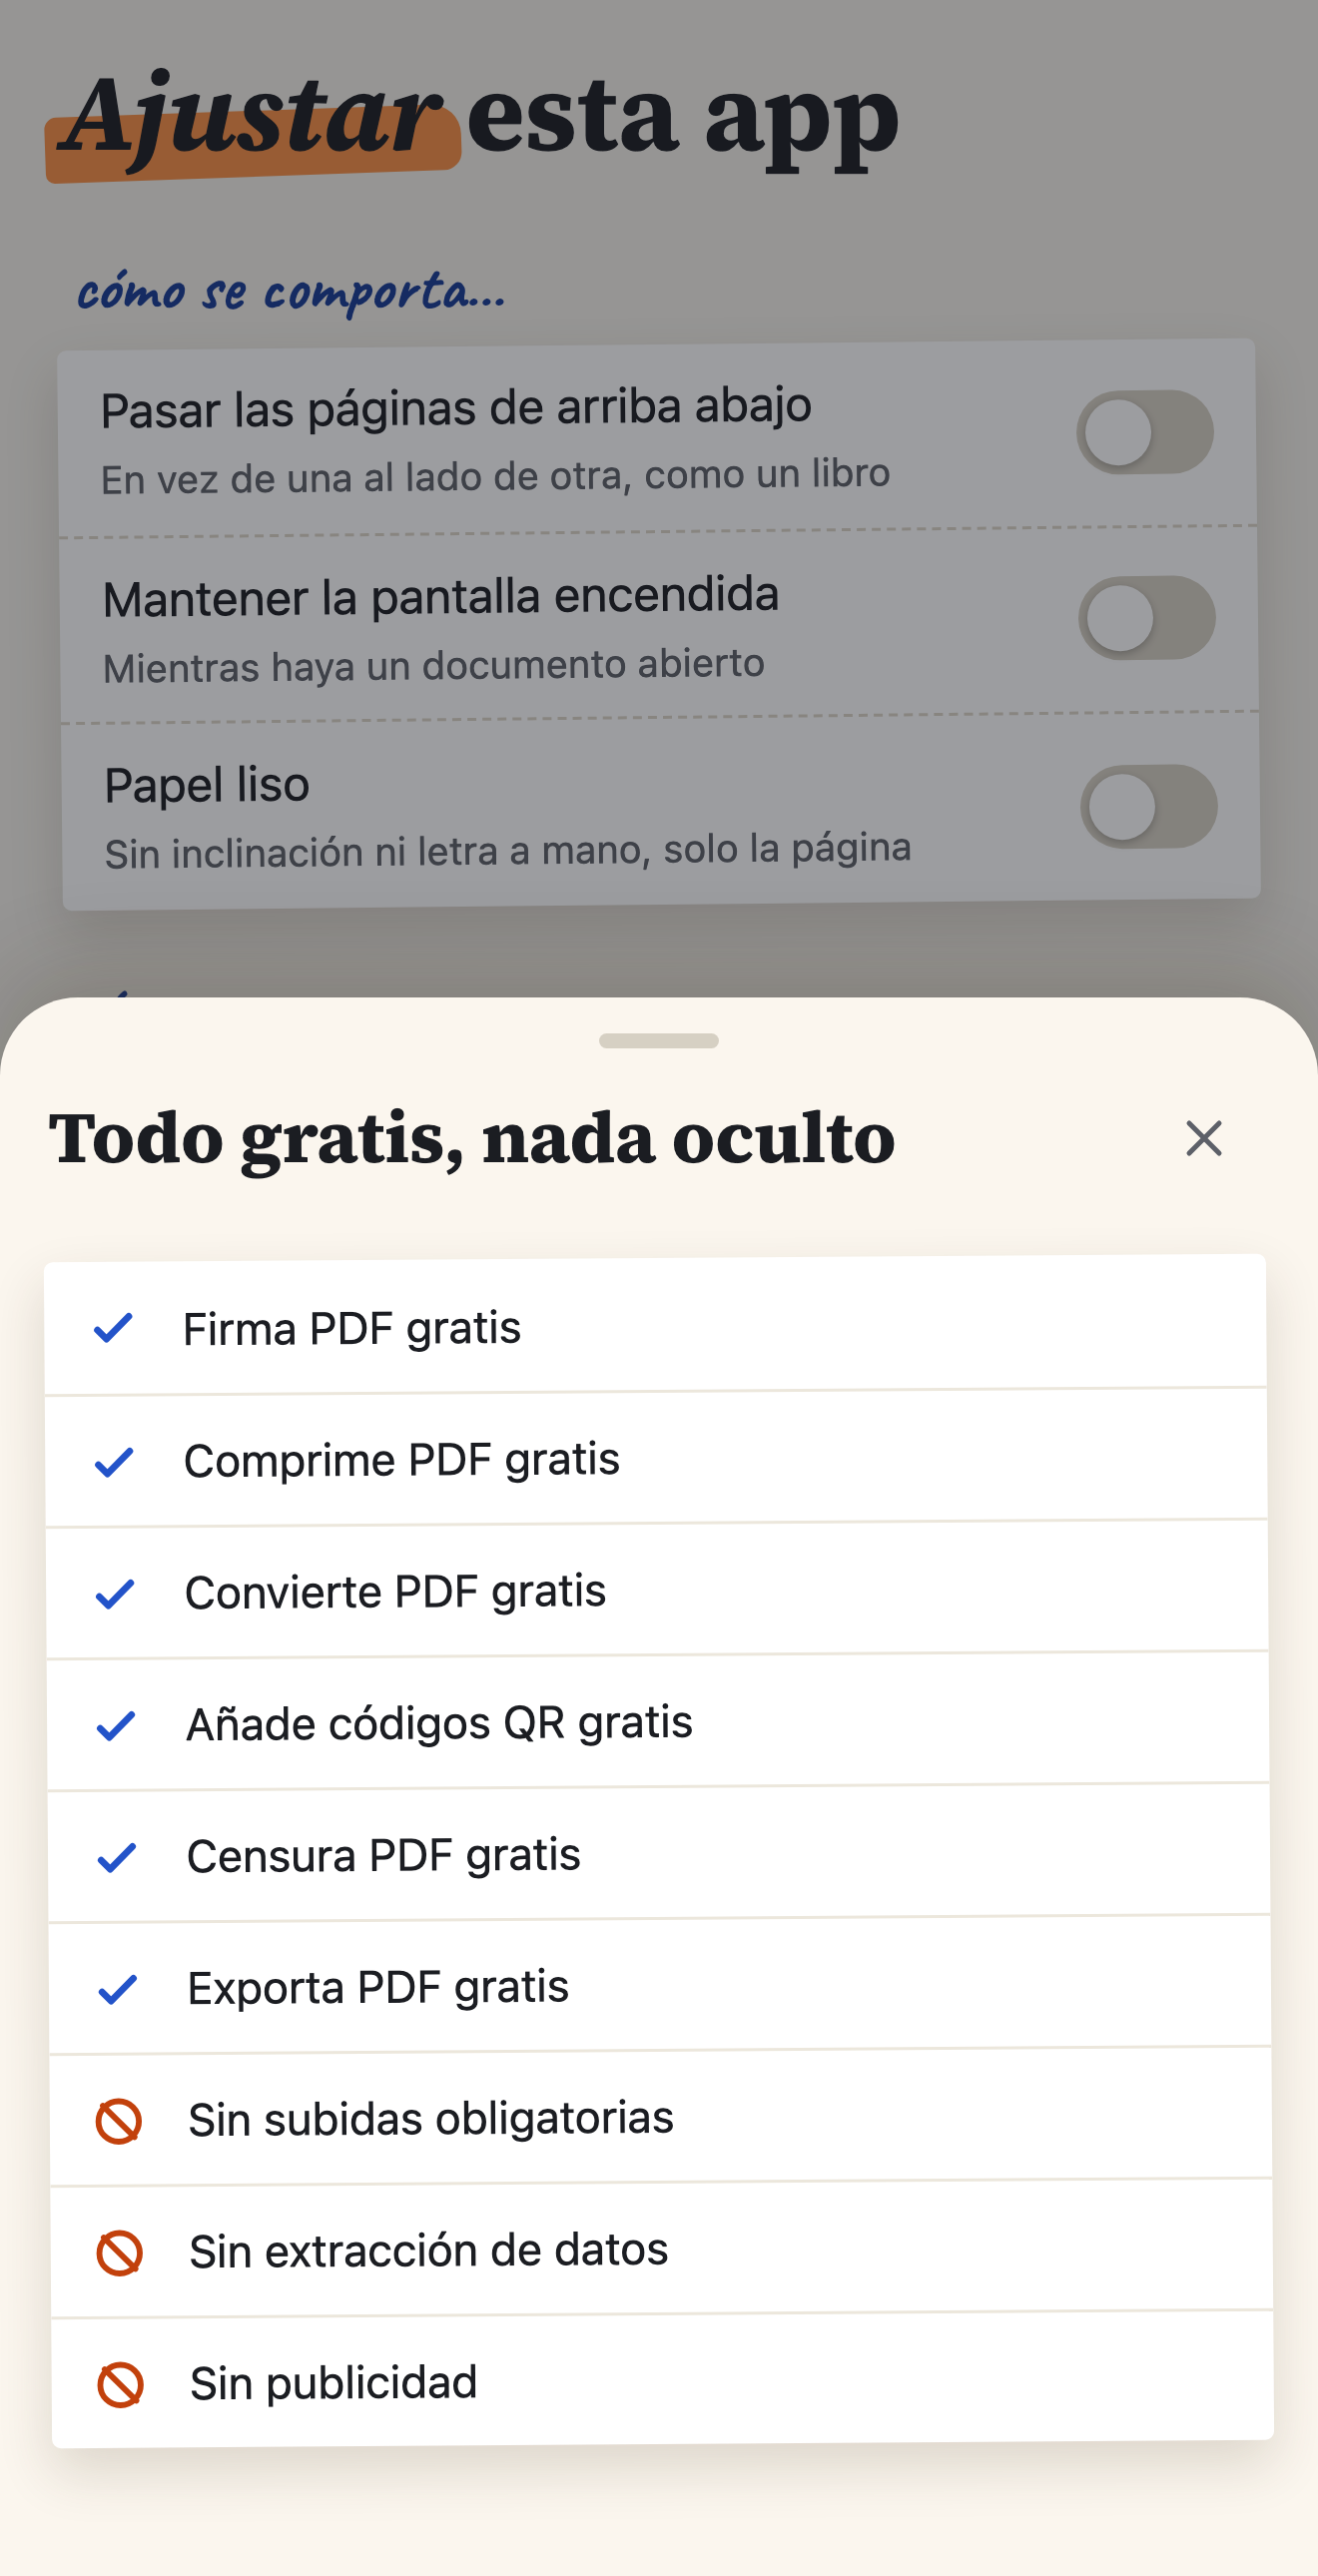 Ajustar esta app
cómo se comporta...
Pasar las páginas de arriba abajo
En vez de una al lado de otra, como un libro
Mantener la pantalla encendida
Mientras haya un documento abierto
Papel liso
Sin inclinación ni letra a mano, solo la página
Todo gratis, nada oculto
Firma PDF gratis
Comprime PDF gratis
Convierte PDF gratis
Añade códigos QR gratis
Censura PDF gratis
Exporta PDF gratis
Sin subidas obligatorias
Sin extracción de datos
Sin publicidad